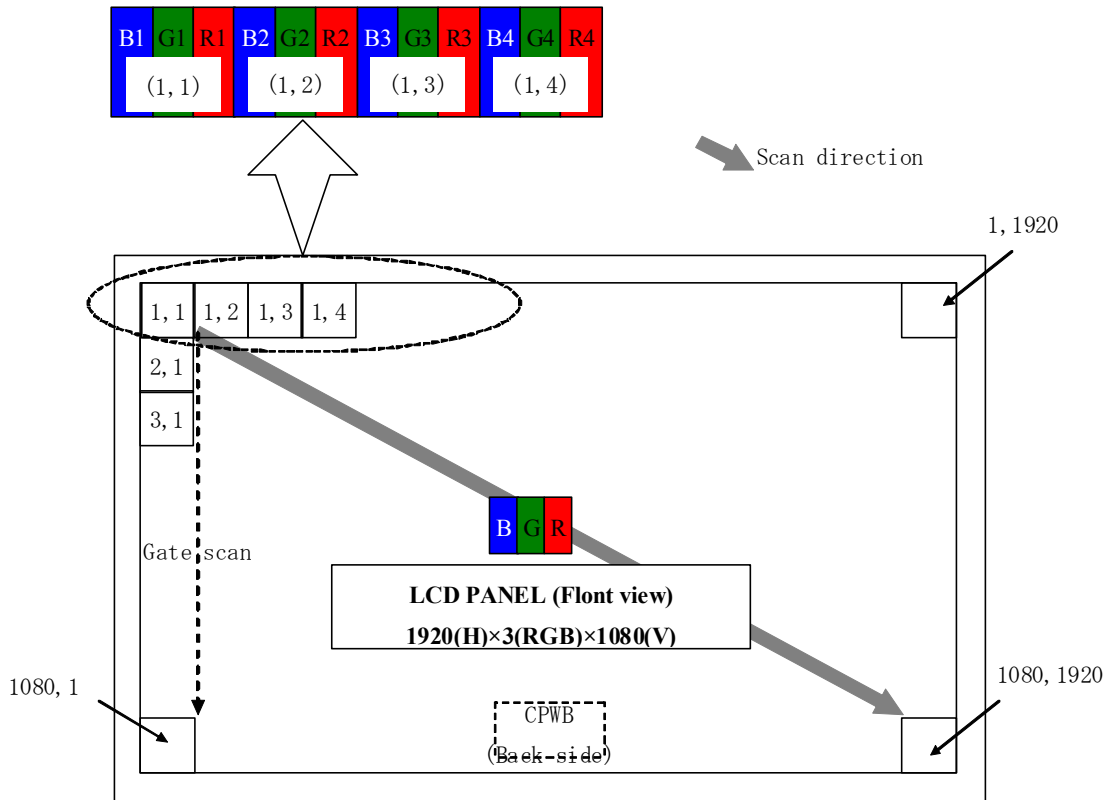 B1 G1 R1 B2 G2 R2 B3 G3 R3 B4 G4 R4
(1,1) (1,2) (1,3) (1,4)
Scan direction
1,1920
1,1 1,2 1,3 1,4
2,1
3,1
B G R
Gate scan
LCD PANEL (Flont view)
1920(H)×3(RGB)×1080(V)
1080,1
1080,1920
CPWB
(Back-side)